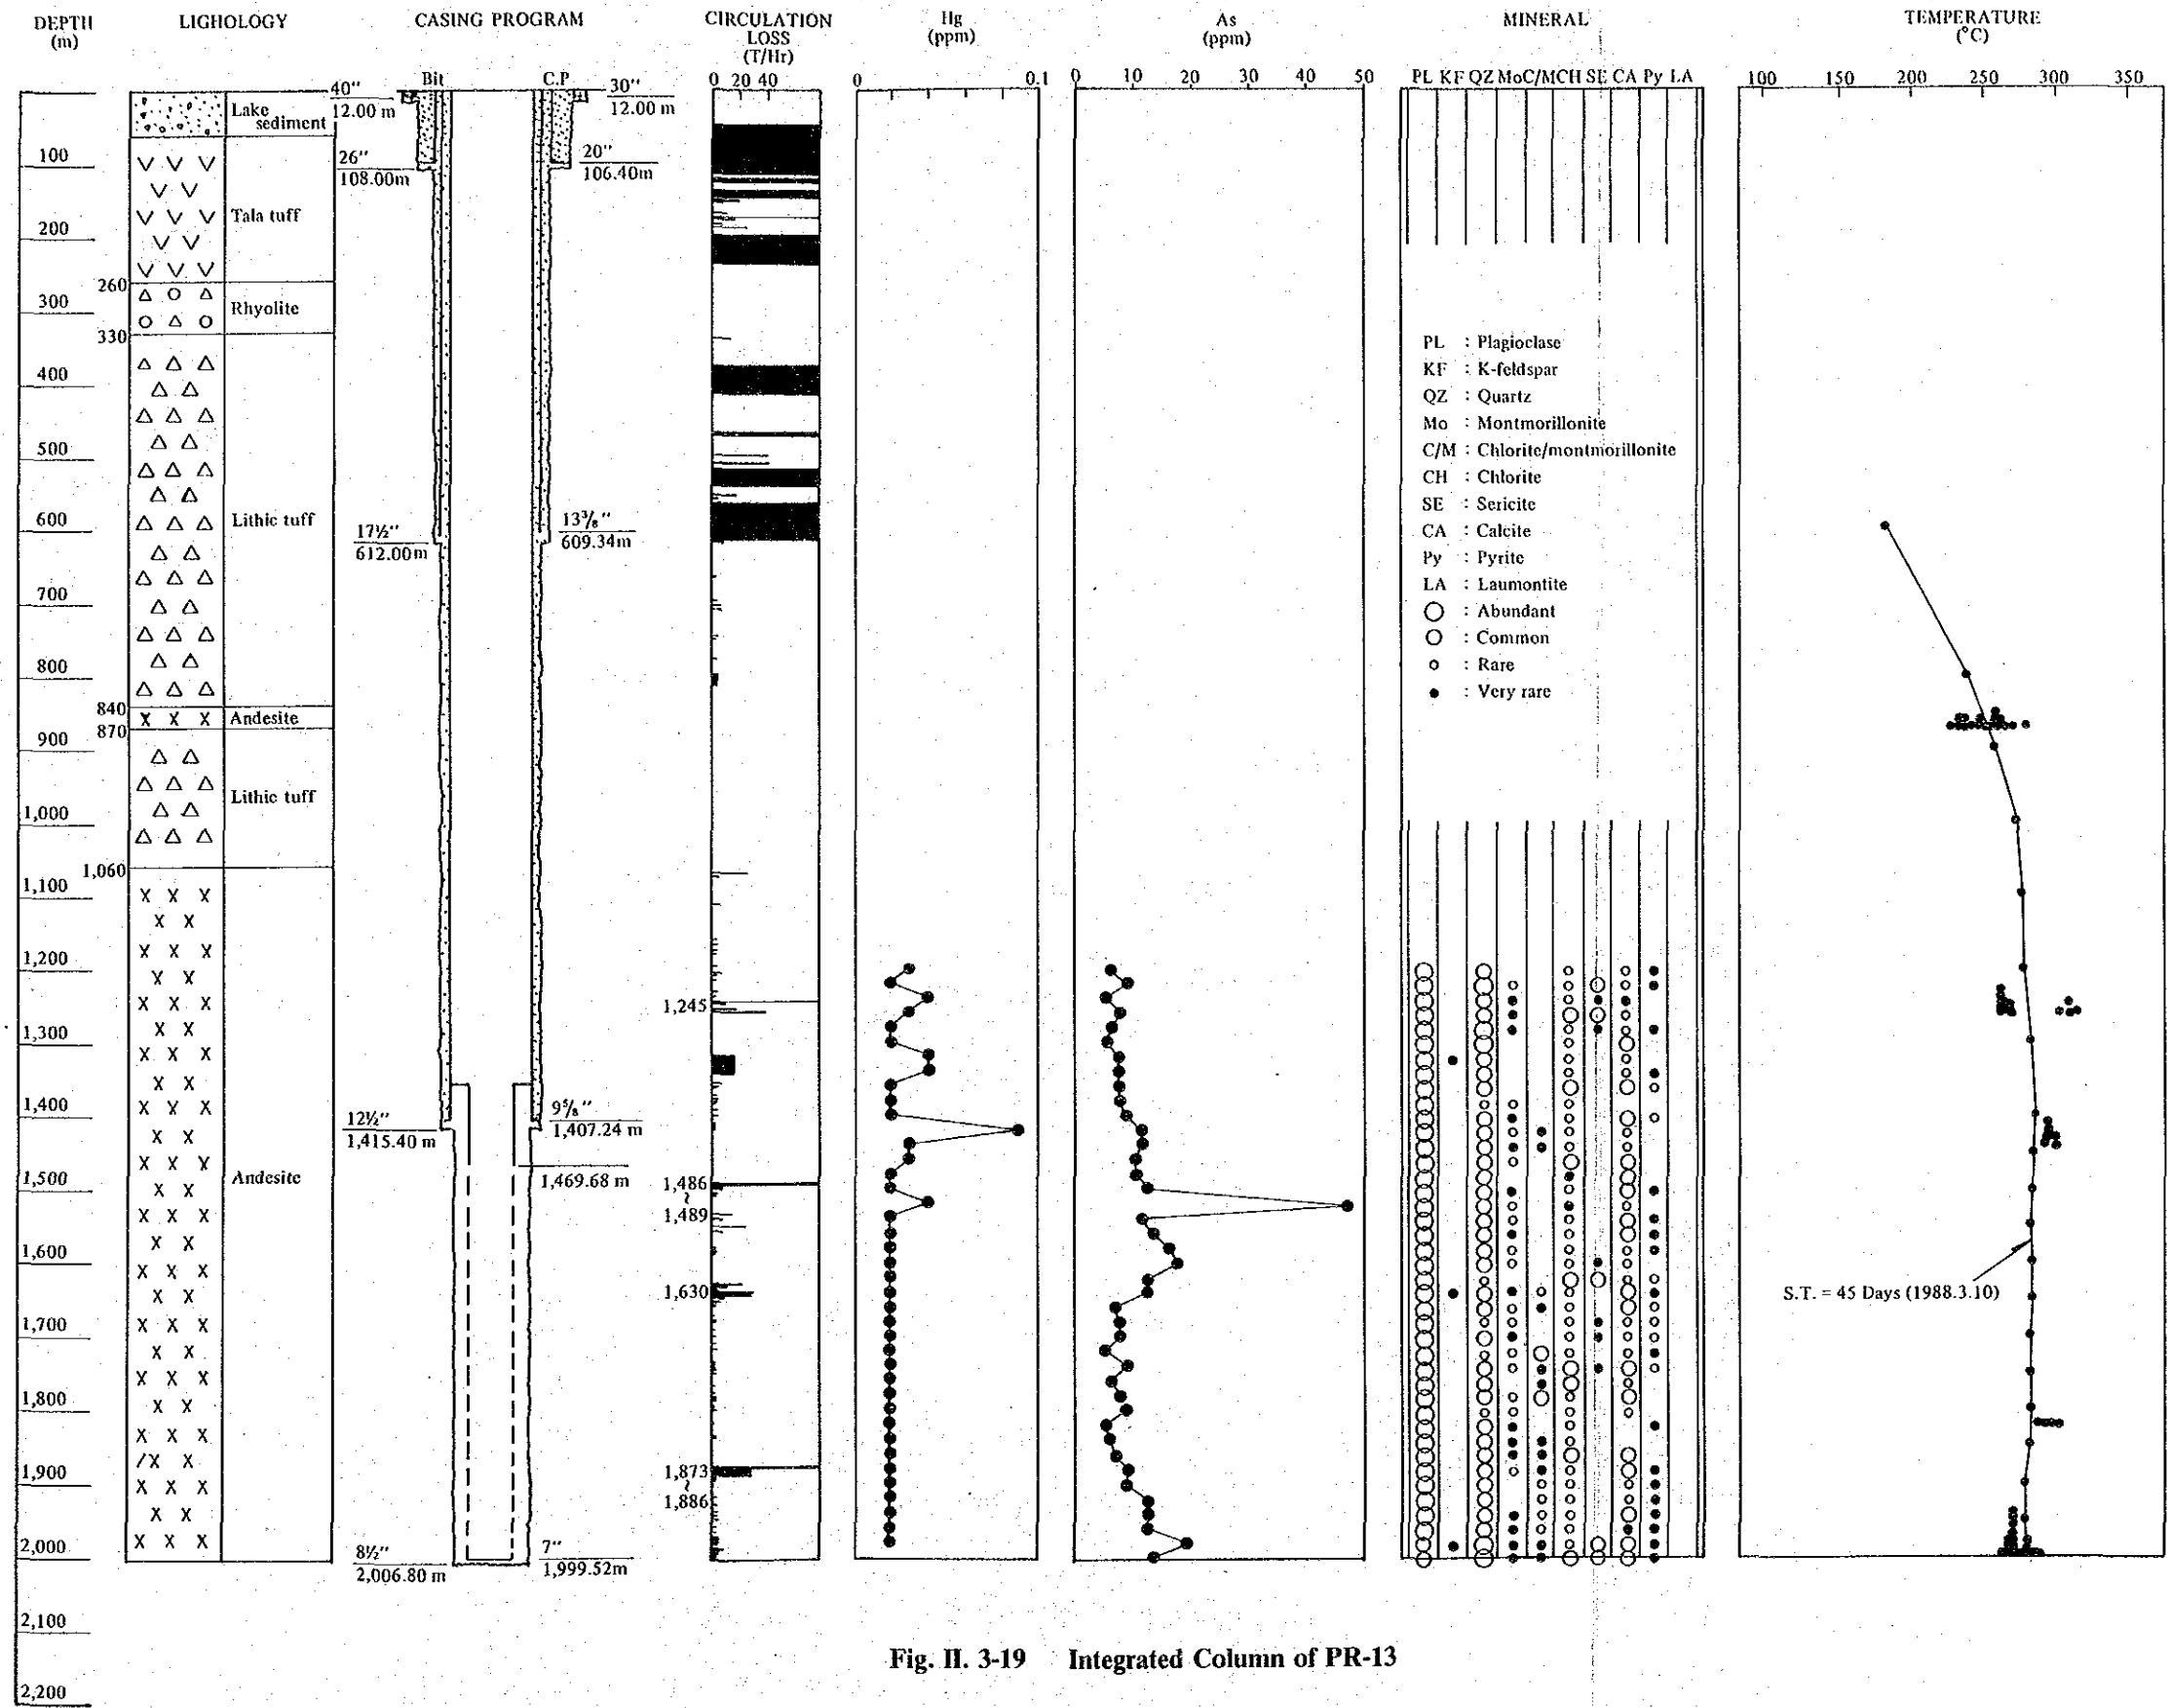 DEPTH
(m)
LIGHOLOGY
CASING PROGRAM
CIRCULATION
LOSS
(T/Hr)
Hg
(ppm)
As
(ppm)
MINERAL
TEMPERATURE
(°C)
Bit
C.P
0 20 40
0 0.1
0 10 20 30 40 50
PL KF QZ Mo C/M CH SE CA Py LA
100 200 250 300 350
40"
12.00 m
30"
12.00 m
Lake
sediment
100
26"
108.00m
20"
106.40m
Tala tuff
200
260
300
Rhyolite
330
PL : Plagioclase
KF : K-feldspar
QZ : Quartz
Mo : Montmorillonite
C/M : Chlorite/montmorillonite
CH : Chlorite
SE : Sericite
CA : Calcite
Py : Pyrite
LA : Laumontite
: Abundant
: Common
: Rare
: Very rare
400
500
600
Lithic tuff
17½"
612.00m
13⅜"
609.34m
700
800
840
Andesite
870
900
Lithic tuff
1,000
1,060
1,100
1,200
1,245
1,300
1,400
12½"
1,415.40 m
9⅝"
1,407.24 m
1,469.68 m
Andesite
1,500
1,486
~
1,489
1,600
1,630
S.T. = 45 Days (1988.3.10)
1,700
1,800
1,900
1,873
~
1,886
2,000
8½"
2,006.80 m
7"
1,999.52m
2,100
2,200
Fig. II. 3-19 Integrated Column of PR-13